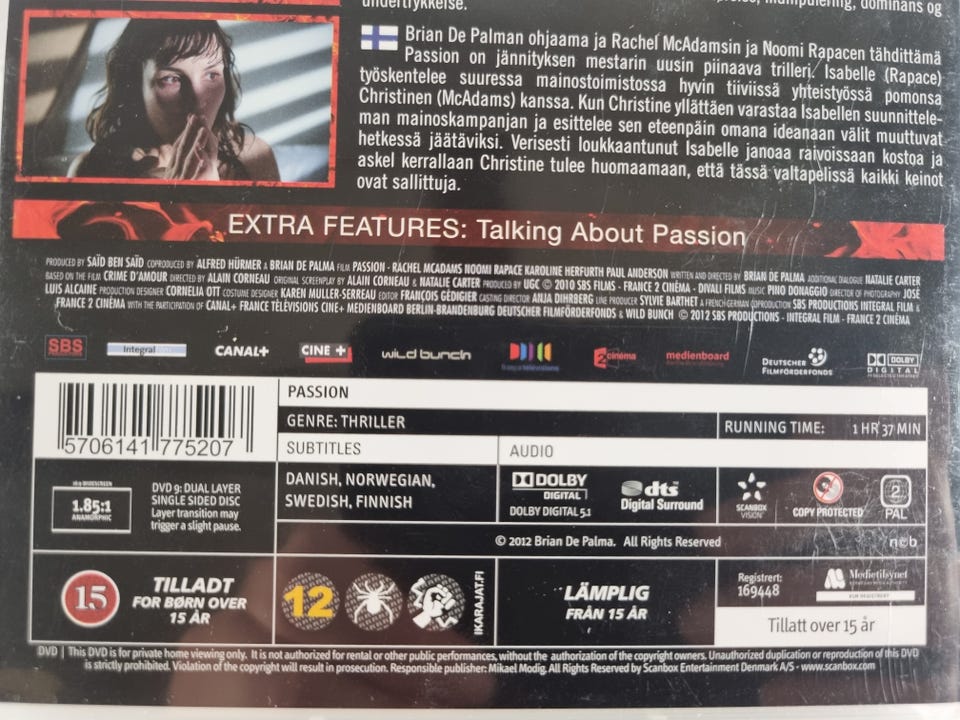 undertrykkelse. manipulering, dominans og
Brian De Palman ohjaama ja Rachel McAdamsin ja Noomi Rapacen tähdittämä
Passion on jännityksen mestarin uusin piinaava trilleri. Isabelle (Rapace)
työskentelee suuressa mainostoimistossa hyvin tiiviissä yhteistyössä pomonsa
Christinen (McAdams) kanssa. Kun Christine yllättäen varastaa Isabellen suunnittele-
man mainoskampanjan ja esittelee sen eteenpäin omana ideanaan välit muuttuvat
hetkessä jäätäviksi. Verisesti loukkaantunut Isabelle janoaa raivoissaan kostoa ja
askel kerrallaan Christine tulee huomaamaan, että tässä valtapelissä kaikki keinot
ovat sallittuja.
EXTRA FEATURES: Talking About Passion
PRODUCED BY SAÏD BEN SAÏD COPRODUCED BY ALFRED HÜRMER A BRIAN DE PALMA FILM PASSION - RACHEL MCADAMS NOOMI RAPACE KAROLINE HERFURTH PAUL ANDERSON WRITTEN AND DIRECTED BY BRIAN DE PALMA ADDITIONAL DIALOGUE NATALIE CARTER
BASED ON THE FILM CRIME D'AMOUR DIRECTED BY ALAIN CORNEAU ORIGINAL SCREENPLAY BY ALAIN CORNEAU & NATALIE CARTER PRODUCED BY UGC © 2010 SBS FILMS - FRANCE 2 CINÉMA - DIVALI FILMS MUSIC PINO DONAGGIO DIRECTOR OF PHOTOGRAPHY JOSÉ
LUIS ALCAINE PRODUCTION DESIGNER CORNELIA OTT COSTUME DESIGNER KAREN MULLER-SERREAU EDITOR FRANÇOIS GÉDIGIER CASTING DIRECTOR ANJA DIHRBERG LINE PRODUCER SYLVIE BARTHET A FRENCH GERMAN COPRODUCTION SBS PRODUCTIONS INTEGRAL FILM &
FRANCE 2 CINÉMA WITH THE PARTICIPATION OF CANAL+ FRANCE TÉLÉVISIONS CINE+ MEDIENBOARD BERLIN-BRANDENBURG DEUTSCHER FILMFÖRDERFONDS & WILD BUNCH © 2012 SBS PRODUCTIONS - INTEGRAL FILM - FRANCE 2 CINÉMA
SBS Integral CANAL+ CINE + wild bunch france télévisions 2 cinéma medienboard DEUTSCHER FILMFÖRDERFONDS DOLBY DIGITAL
5706141 775207
PASSION
GENRE: THRILLER
RUNNING TIME: 1 HR 37 MIN
SUBTITLES
AUDIO
DANISH, NORWEGIAN,
SWEDISH, FINNISH
DOLBY
DIGITAL
DOLBY DIGITAL 5.1
dts
Digital Surround
SCANBOX
VISION
COPY PROTECTED
2
PAL
16:9 WIDESCREEN
1.85:1
ANAMORPHIC
DVD 9: DUAL LAYER
SINGLE SIDED DISC
Layer transition may
trigger a slight pause.
© 2012 Brian De Palma. All Rights Reserved
ncb
15
TILLADT
FOR BØRN OVER
15 ÅR
12
IKARAJAT.FI
LÄMPLIG
FRÅN 15 ÅR
Registrert:
169448
Medietilsynet
Tillatt over 15 år
DVD | This DVD is for private home viewing only. It is not authorized for rental or other public performances, without the authorization of the copyright owners. Unauthorized duplication or reproduction of this DVD
is strictly prohibited. Violation of the copyright will result in prosecution. Responsible publisher: Mikael Modig, All Rights Reserved by Scanbox Entertainment Denmark A/S - www.scanbox.com